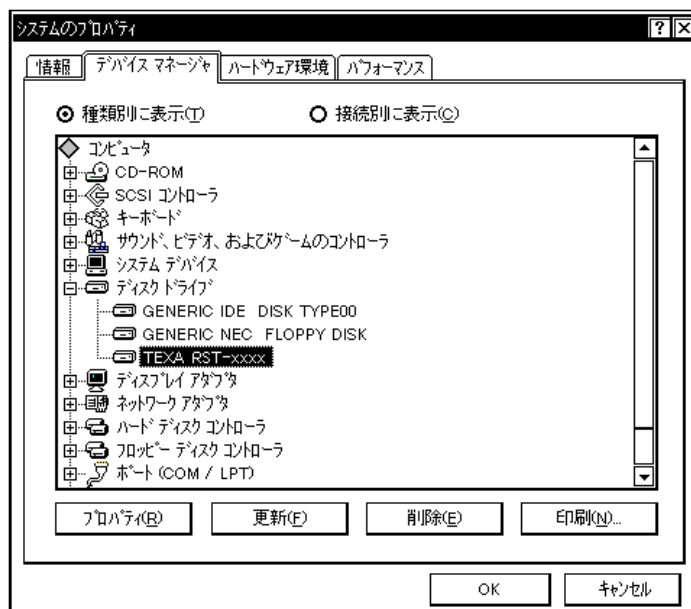 システムのﾌﾟﾛﾊﾟﾃｨ
情報 ﾃﾞﾊﾞｲｽ ﾏﾈｰｼﾞｬ ﾊｰﾄﾞｳｪｱ環境 ﾊﾟﾌｫｰﾏﾝｽ
種類別に表示(T) 接続別に表示(C)
ｺﾝﾋﾟｭｰﾀ
CD-ROM
SCSI ｺﾝﾄﾛｰﾗ
ｷｰﾎﾞｰﾄﾞ
ｻｳﾝﾄﾞ、ﾋﾞﾃﾞｵ、およびｹﾞｰﾑのｺﾝﾄﾛｰﾗ
ｼｽﾃﾑ ﾃﾞﾊﾞｲｽ
ﾃﾞｨｽｸ ﾄﾞﾗｲﾌﾞ
GENERIC IDE DISK TYPE00
GENERIC NEC FLOPPY DISK
TEXA RST-xxxx
ﾃﾞｨｽﾌﾟﾚｲ ｱﾀﾞﾌﾟﾀ
ﾈｯﾄﾜｰｸ ｱﾀﾞﾌﾟﾀ
ﾊｰﾄﾞ ﾃﾞｨｽｸ ｺﾝﾄﾛｰﾗ
ﾌﾛｯﾋﾟｰ ﾃﾞｨｽｸ ｺﾝﾄﾛｰﾗ
ﾎﾟｰﾄ (COM / LPT)
ﾌﾟﾛﾊﾟﾃｨ(R) 更新(F) 削除(E) 印刷(N)...
OK ｷｬﾝｾﾙ